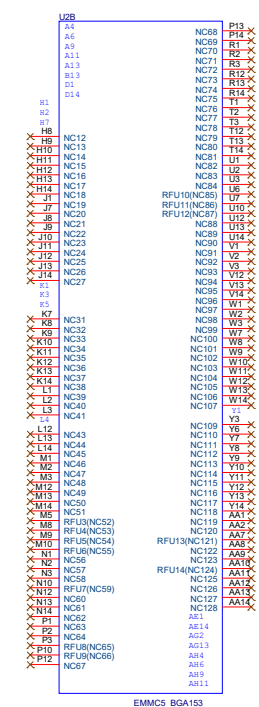 U2B
A4
A6
A9
A11
A13
B13
D1
D14
H1
H2
H7
H8 NC12
H9 NC13
H10 NC14
H11 NC15
H12 NC16
H13 NC17
H14 NC18
J1 NC19
J7 NC20
J8 NC21
J9 NC22
J10 NC23
J11 NC24
J12 NC25
J13 NC26
J14 NC27
K1
K3
K5
K7 NC31
K8 NC32
K9 NC33
K10 NC34
K11 NC35
K12 NC36
K13 NC37
K14 NC38
L1 NC39
L2 NC40
L3 NC41
L4
L12 NC43
L13 NC44
L14 NC45
M1 NC46
M2 NC47
M3 NC48
M12 NC49
M13 NC50
M14 NC51
M5 RFU3(NC52)
M8 RFU4(NC53)
M9 RFU5(NC54)
M10 RFU6(NC55)
N1 NC56
N2 NC57
N3 NC58
N10 RFU7(NC59)
N12 NC60
N13 NC61
N14 NC62
P1 NC63
P2 NC64
P3 RFU8(NC65)
P10 RFU9(NC66)
P12 NC67
NC68 P13
NC69 P14
NC70 R1
NC71 R2
NC72 R3
NC73 R12
NC74 R13
NC75 R14
NC76 T1
NC77 T2
NC78 T3
NC79 T12
NC80 T13
NC81 T14
NC82 U1
NC83 U2
NC84 U3
RFU10(NC85) U6
RFU11(NC86) U7
RFU12(NC87) U10
NC88 U12
NC89 U13
NC90 U14
NC91 V1
NC92 V2
NC93 V3
NC94 V12
NC95 V13
NC96 V14
NC97 W1
NC98 W2
NC99 W3
NC100 W7
NC101 W8
NC102 W9
NC103 W10
NC104 W11
NC105 W12
NC106 W13
NC107 W14
Y1
NC109 Y3
NC110 Y6
NC111 Y7
NC112 Y8
NC113 Y9
NC114 Y10
NC115 Y11
NC116 Y12
NC117 Y13
NC118 Y14
NC119 AA1
NC120 AA2
RFU13(NC121) AA7
NC122 AA8
NC123 AA9
RFU14(NC124) AA10
NC125 AA11
NC126 AA12
NC127 AA13
NC128 AA14
AE1
AE14
AG2
AG13
AH4
AH6
AH9
AH11
EMMC5 BGA153